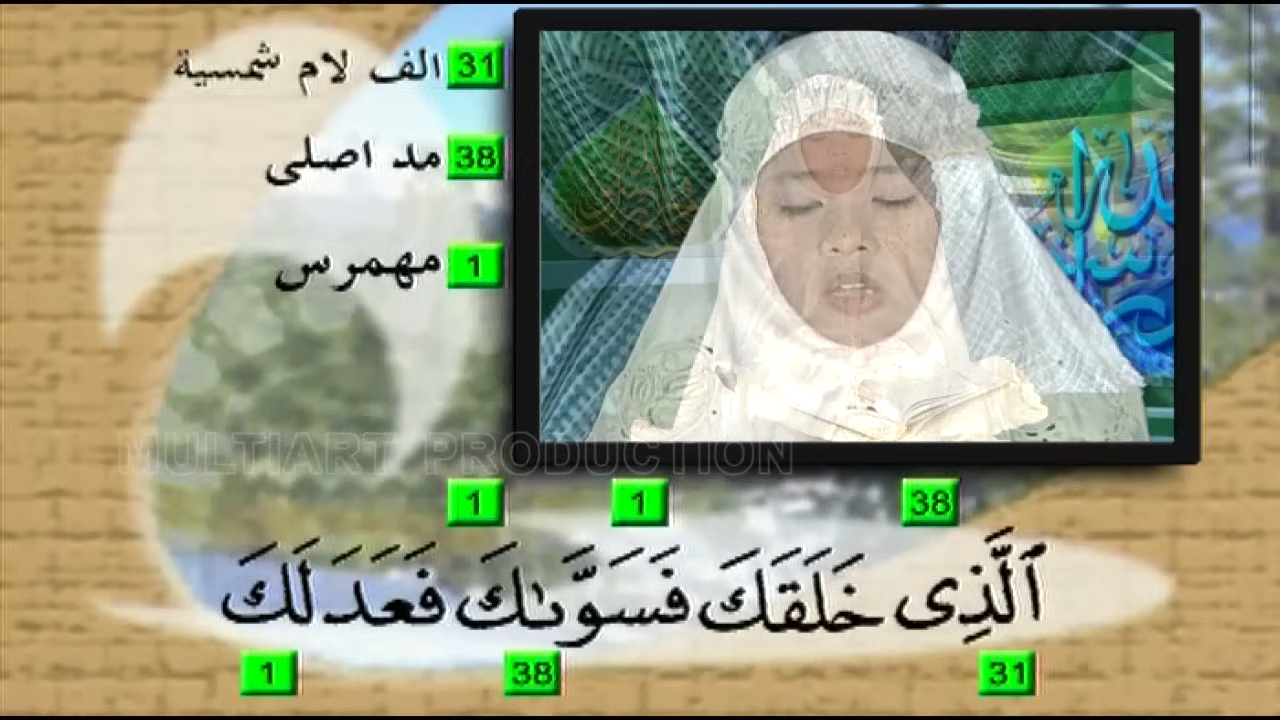 31 الف لام شمسية
38 مد اصلى
1 مهمرس
MULTIART PRODUCTION
38 1 1
ٱلَّذِى خَلَقَكَ فَسَوَّىٰكَ فَعَدَلَكَ
31 38 1